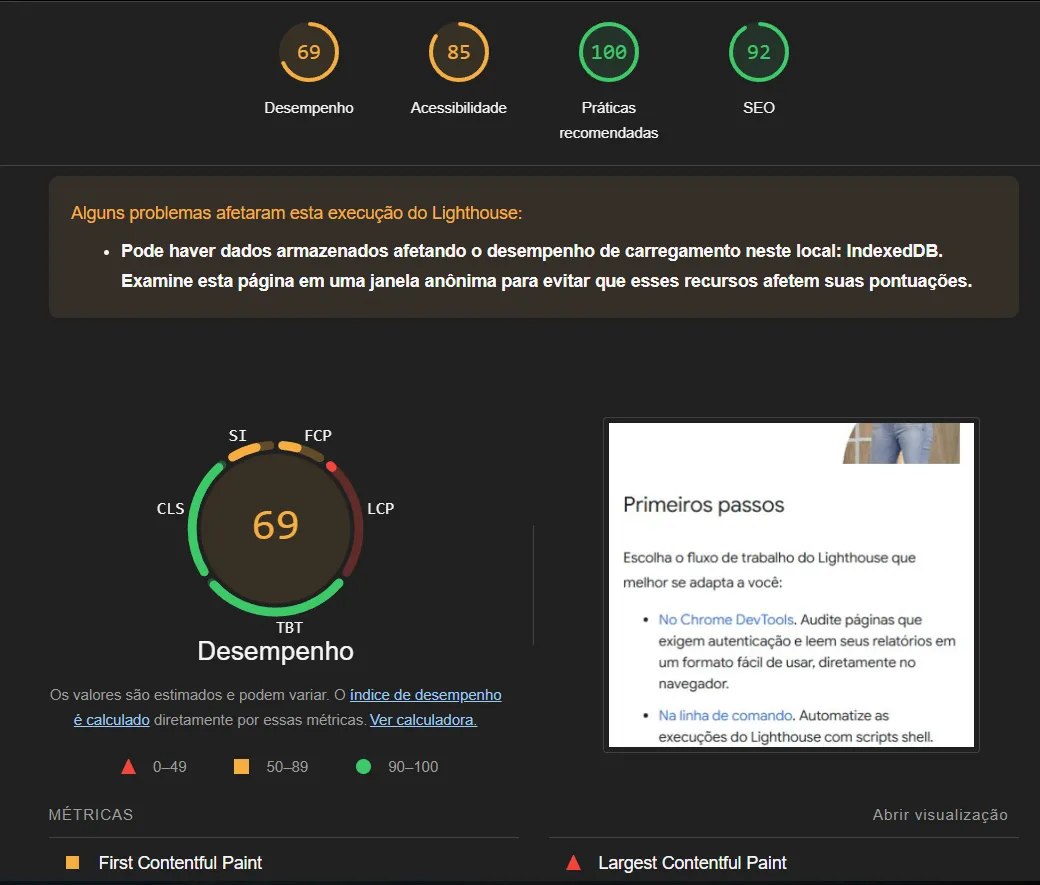 69
85
100
92
Desempenho
Acessibilidade
Práticas
recomendadas
SEO
Alguns problemas afetaram esta execução do Lighthouse:
• Pode haver dados armazenados afetando o desempenho de carregamento neste local: IndexedDB.
Examine esta página em uma janela anônima para evitar que esses recursos afetem suas pontuações.
SI
FCP
CLS
LCP
69
TBT
Desempenho
Os valores são estimados e podem variar. O índice de desempenho
é calculado diretamente por essas métricas. Ver calculadora.
0–49
50–89
90–100
Primeiros passos
Escolha o fluxo de trabalho do Lighthouse que
melhor se adapta a você:
• No Chrome DevTools. Audite páginas que
exigem autenticação e leem seus relatórios em
um formato fácil de usar, diretamente no
navegador.
• Na linha de comando. Automatize as
execuções do Lighthouse com scripts shell.
MÉTRICAS
Abrir visualização
First Contentful Paint
Largest Contentful Paint